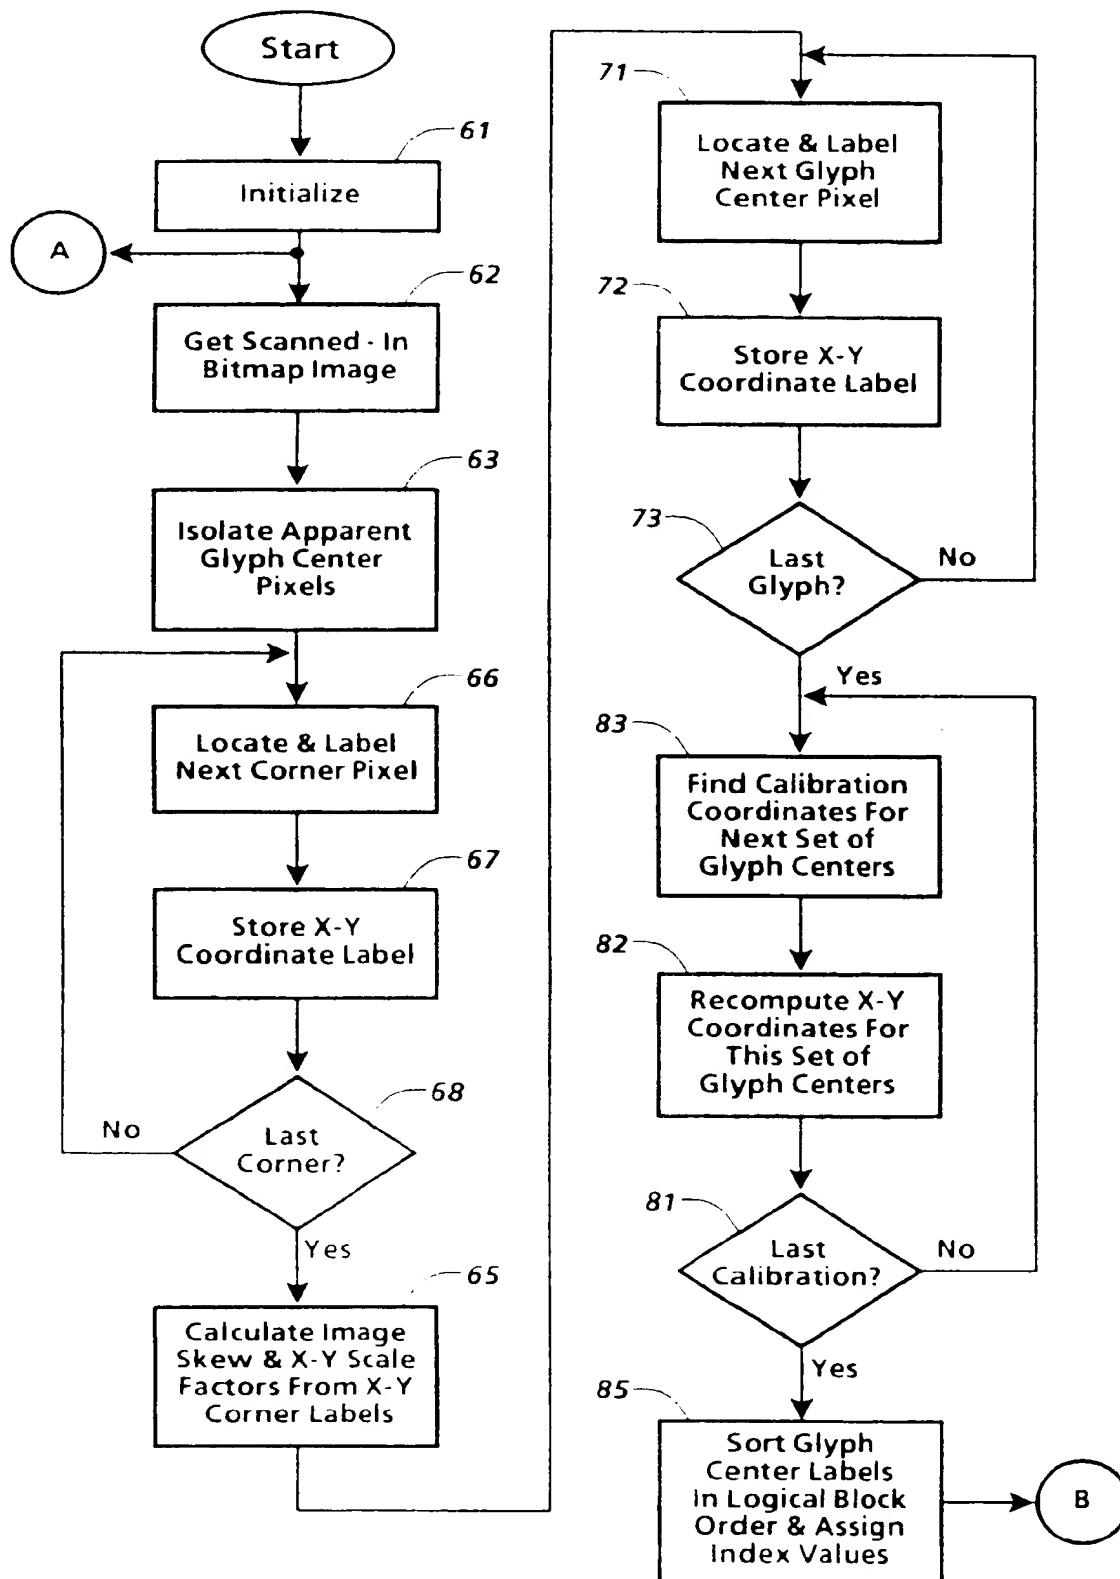 Start
61
Initialize
A
62
Get Scanned - In
Bitmap Image
63
Isolate Apparent
Glyph Center
Pixels
66
Locate & Label
Next Corner Pixel
67
Store X-Y
Coordinate Label
68
Last
Corner?
No
Yes
65
Calculate Image
Skew & X-Y Scale
Factors From X-Y
Corner Labels
71
Locate & Label
Next Glyph
Center Pixel
72
Store X-Y
Coordinate Label
73
Last
Glyph?
No
Yes
83
Find Calibration
Coordinates For
Next Set of
Glyph Centers
82
Recompute X-Y
Coordinates For
This Set of
Glyph Centers
81
Last
Calibration?
No
Yes
85
Sort Glyph
Center Labels
In Logical Block
Order & Assign
Index Values
B